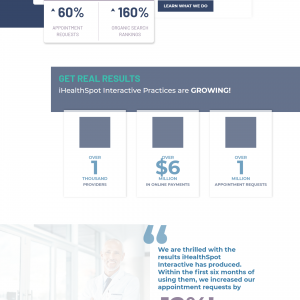 60%
APPOINTMENT
REQUESTS
160%
ORGANIC SEARCH
RANKINGS
LEARN WHAT WE DO
GET REAL RESULTS
iHealthSpot Interactive Practices are GROWING!
OVER
1
THOUSAND
PROVIDERS
OVER
$6
MILLION
IN ONLINE PAYMENTS
OVER
1
MILLION
APPOINTMENT REQUESTS
“
We are thrilled with the
results iHealthSpot
Interactive has produced.
Within the first six months of
using them, we increased our
appointment requests by